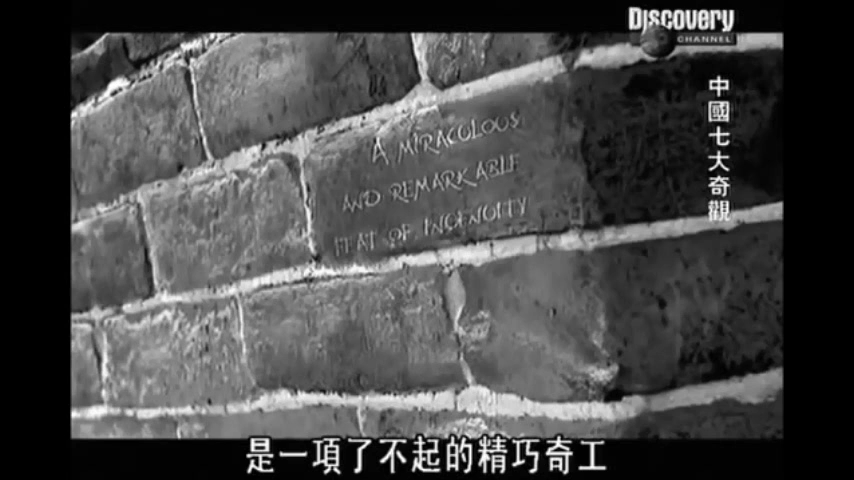 Discovery
CHANNEL
中國七大奇觀
A MIRACULOUS
AND REMARKABLE
FEAT OF INGENUITY
是一項了不起的精巧奇工